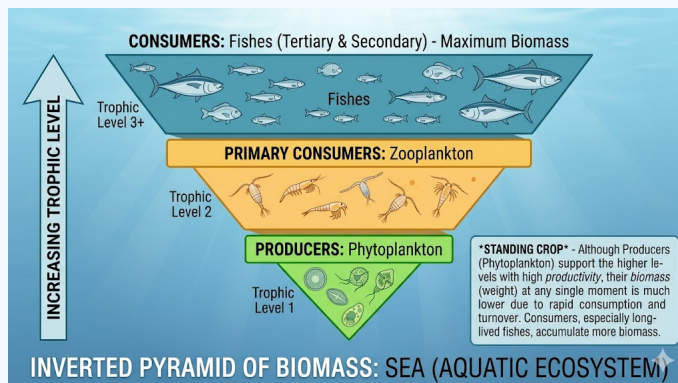 CONSUMERS: Fishes (Tertiary & Secondary) - Maximum Biomass
Fishes
Trophic
Level 3+
PRIMARY CONSUMERS: Zooplankton
Trophic
Level 2
PRODUCERS: Phytoplankton
Trophic
Level 1
INCREASING TROPHIC LEVEL
*STANDING CROP* - Although Producers
(Phytoplankton) support the higher le-
vels with high productivity, their biomass
(weight) at any single moment is much
lower due to rapid consumption and
turnover. Consumers, especially long-
lived fishes, accumulate more biomass.
INVERTED PYRAMID OF BIOMASS: SEA (AQUATIC ECOSYSTEM)